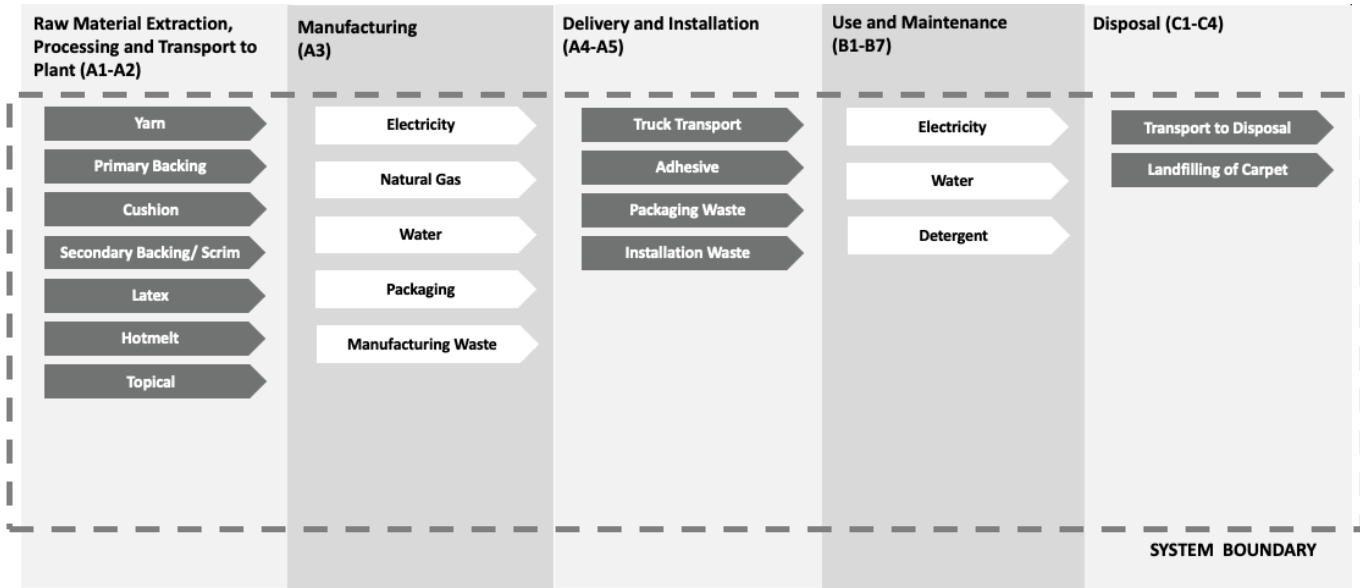 Raw Material Extraction,
Processing and Transport to
Plant (A1-A2)
Yarn
Primary Backing
Cushion
Secondary Backing/ Scrim
Latex
Hotmelt
Topical
Manufacturing
(A3)
Electricity
Natural Gas
Water
Packaging
Manufacturing Waste
Delivery and Installation
(A4-A5)
Truck Transport
Adhesive
Packaging Waste
Installation Waste
Use and Maintenance
(B1-B7)
Electricity
Water
Detergent
Disposal (C1-C4)
Transport to Disposal
Landfilling of Carpet
SYSTEM BOUNDARY